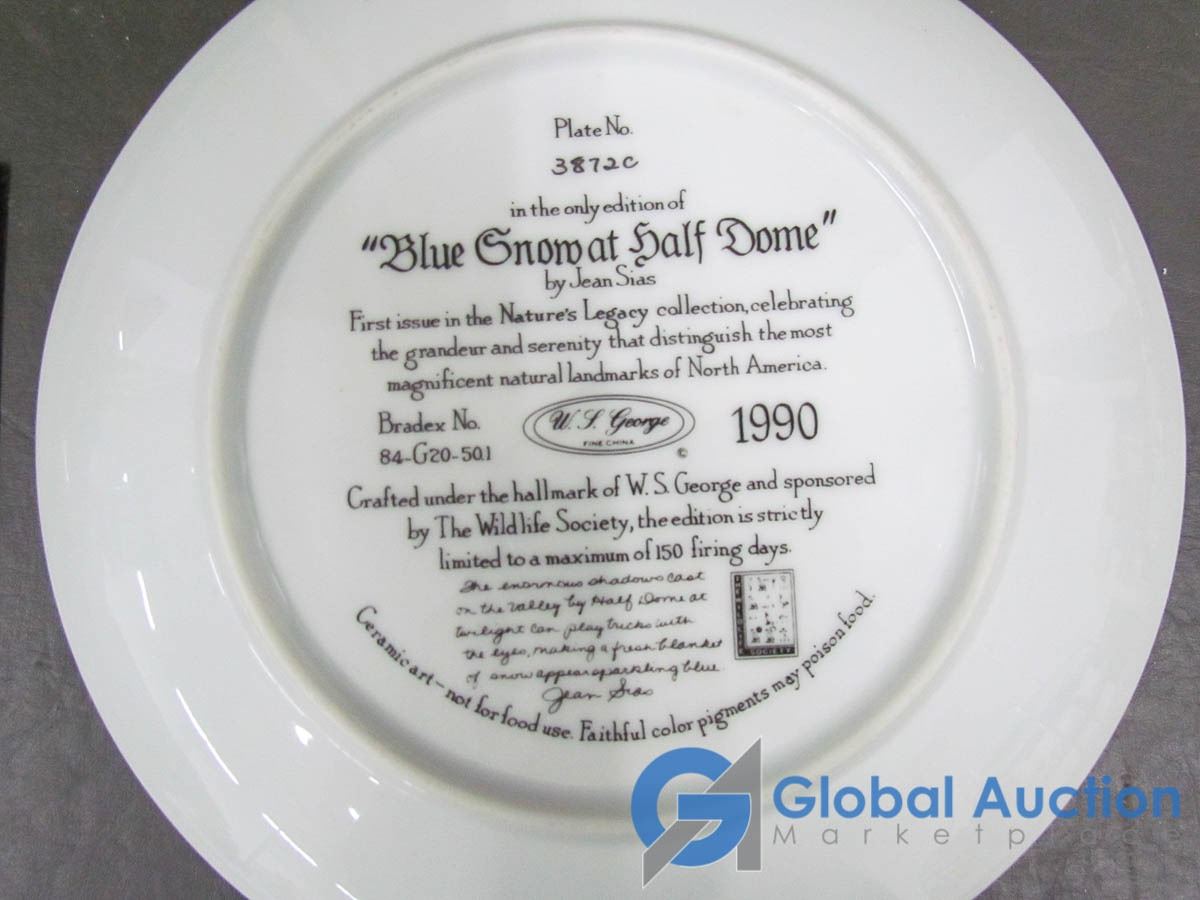 Plate No.
3872C
in the only edition of
"Blue Snow at Half Dome"
by Jean Sias
First issue in the Nature's Legacy collection, celebrating
the grandeur and serenity that distinguish the most
magnificent natural landmarks of North America.
Bradex No.
84-G20-50.1
W. S. George
FINE CHINA
©
1990
Crafted under the hallmark of W. S. George and sponsored
by The Wildlife Society, the edition is strictly
limited to a maximum of 150 firing days.
The enormous shadows cast
on the valley by Half Dome at
twilight can play tricks with
the eyes, making a fresh blanket
of snow appear sparkling blue.
Jean Sias
THE WILDLIFE
SOCIETY
Ceramic art – not for food use. Faithful color pigments may poison food.
Global Auction
Marketplace